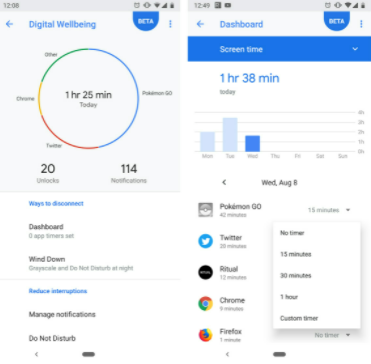 12:08
Digital Wellbeing
BETA
Other
Chrome
Twitter
Pokémon GO
1 hr 25 min
Today
20
Unlocks
114
Notifications
Ways to disconnect
Dashboard
0 app timers set
Wind Down
Grayscale and Do Not Disturb at night
Reduce interruptions
Manage notifications
Do Not Disturb
12:49
Dashboard
BETA
Screen time
1 hr 38 min
today
4h
3h
2h
1h
0h
Mon Tue Wed Thu Fri Sat Sun
Wed, Aug 8
Pokémon GO
42 minutes
15 minutes
Twitter
28 minutes
Ritual
12 minutes
Chrome
9 minutes
Firefox
1 minute
No timer
No timer
15 minutes
30 minutes
1 hour
Custom timer